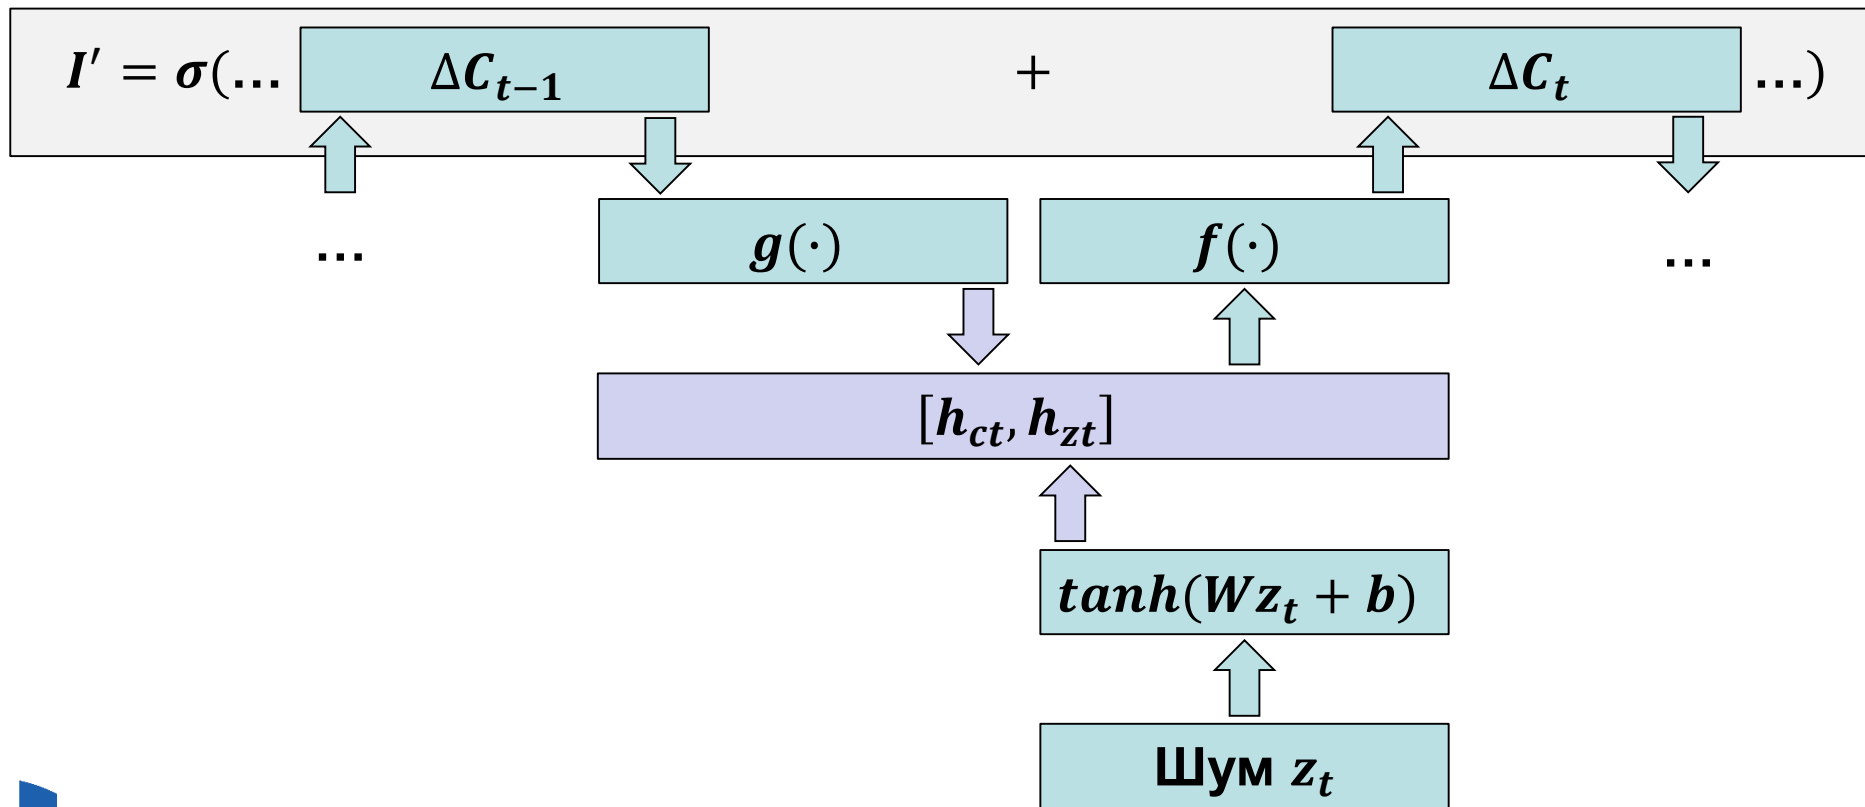 I′ = σ(… ΔC_{t−1} + ΔC_t …)
… g(·) f(·) …
[h_{ct}, h_{zt}]
tanh(Wz_t + b)
Шум z_t